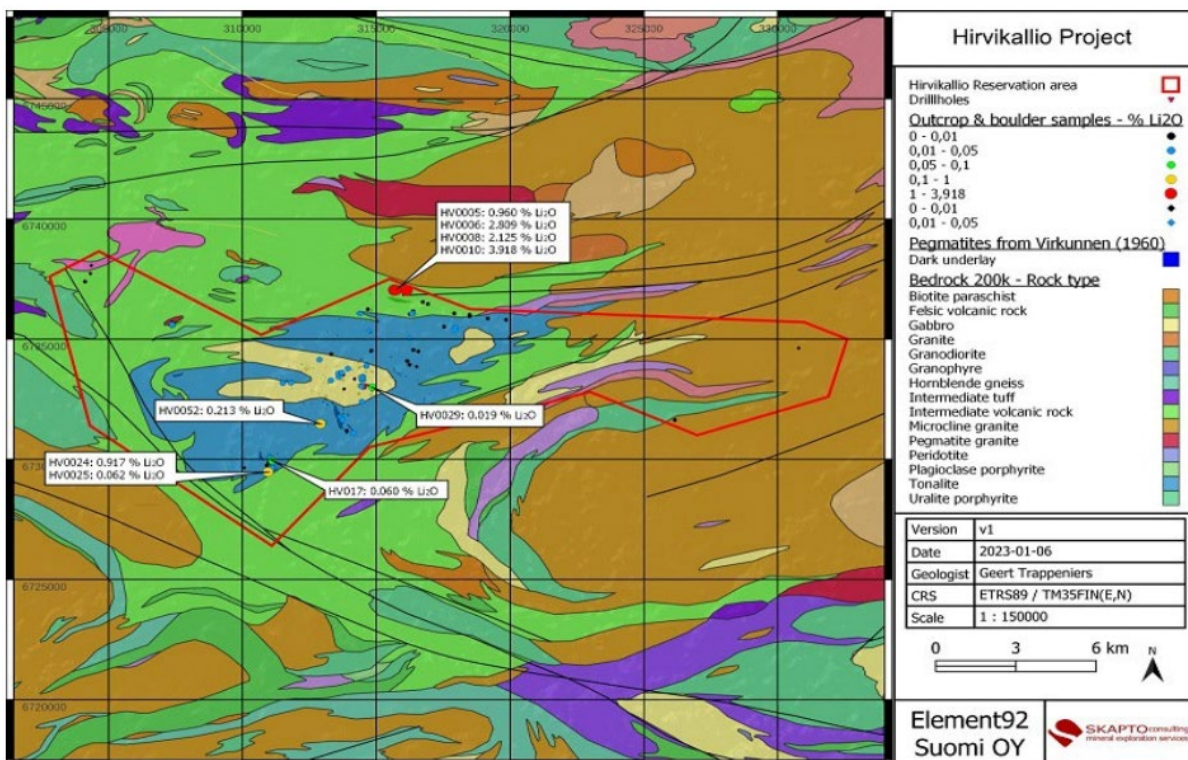 305000 310000 315000 320000 325000 330000
6745000
6740000
6735000
6730000
6725000
6720000
HV0005: 0.960 % Li₂O
HV0006: 2.809 % Li₂O
HV0008: 2.125 % Li₂O
HV0010: 3.918 % Li₂O
HV0052: 0.213 % Li₂O
HV0029: 0.019 % Li₂O
HV0024: 0.917 % Li₂O
HV0025: 0.062 % Li₂O
HV017: 0.060 % Li₂O
Hirvikallio Project
Hirvikallio Reservation area
Drilllholes
Outcrop & boulder samples - % Li2O
0 - 0,01
0,01 - 0,05
0,05 - 0,1
0,1 - 1
1 - 3,918
0 - 0,01
0,01 - 0,05
Pegmatites from Virkunnen (1960)
Dark underlay
Bedrock 200k - Rock type
Biotite paraschist
Felsic volcanic rock
Gabbro
Granite
Granodiorite
Granophyre
Hornblende gneiss
Intermediate tuff
Intermediate volcanic rock
Microcline granite
Pegmatite granite
Peridotite
Plagioclase porphyrite
Tonalite
Uralite porphyrite
Version v1
Date 2023-01-06
Geologist Geert Trappeniers
CRS ETRS89 / TM35FIN(E,N)
Scale 1 : 150000
0 3 6 km N
Element92
Suomi OY
SKAPTO consulting
mineral exploration services